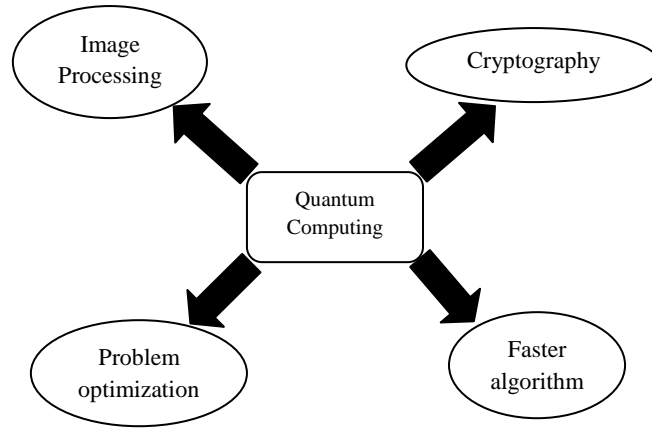 Image
Processing
Cryptography
Quantum
Computing
Problem
optimization
Faster
algorithm